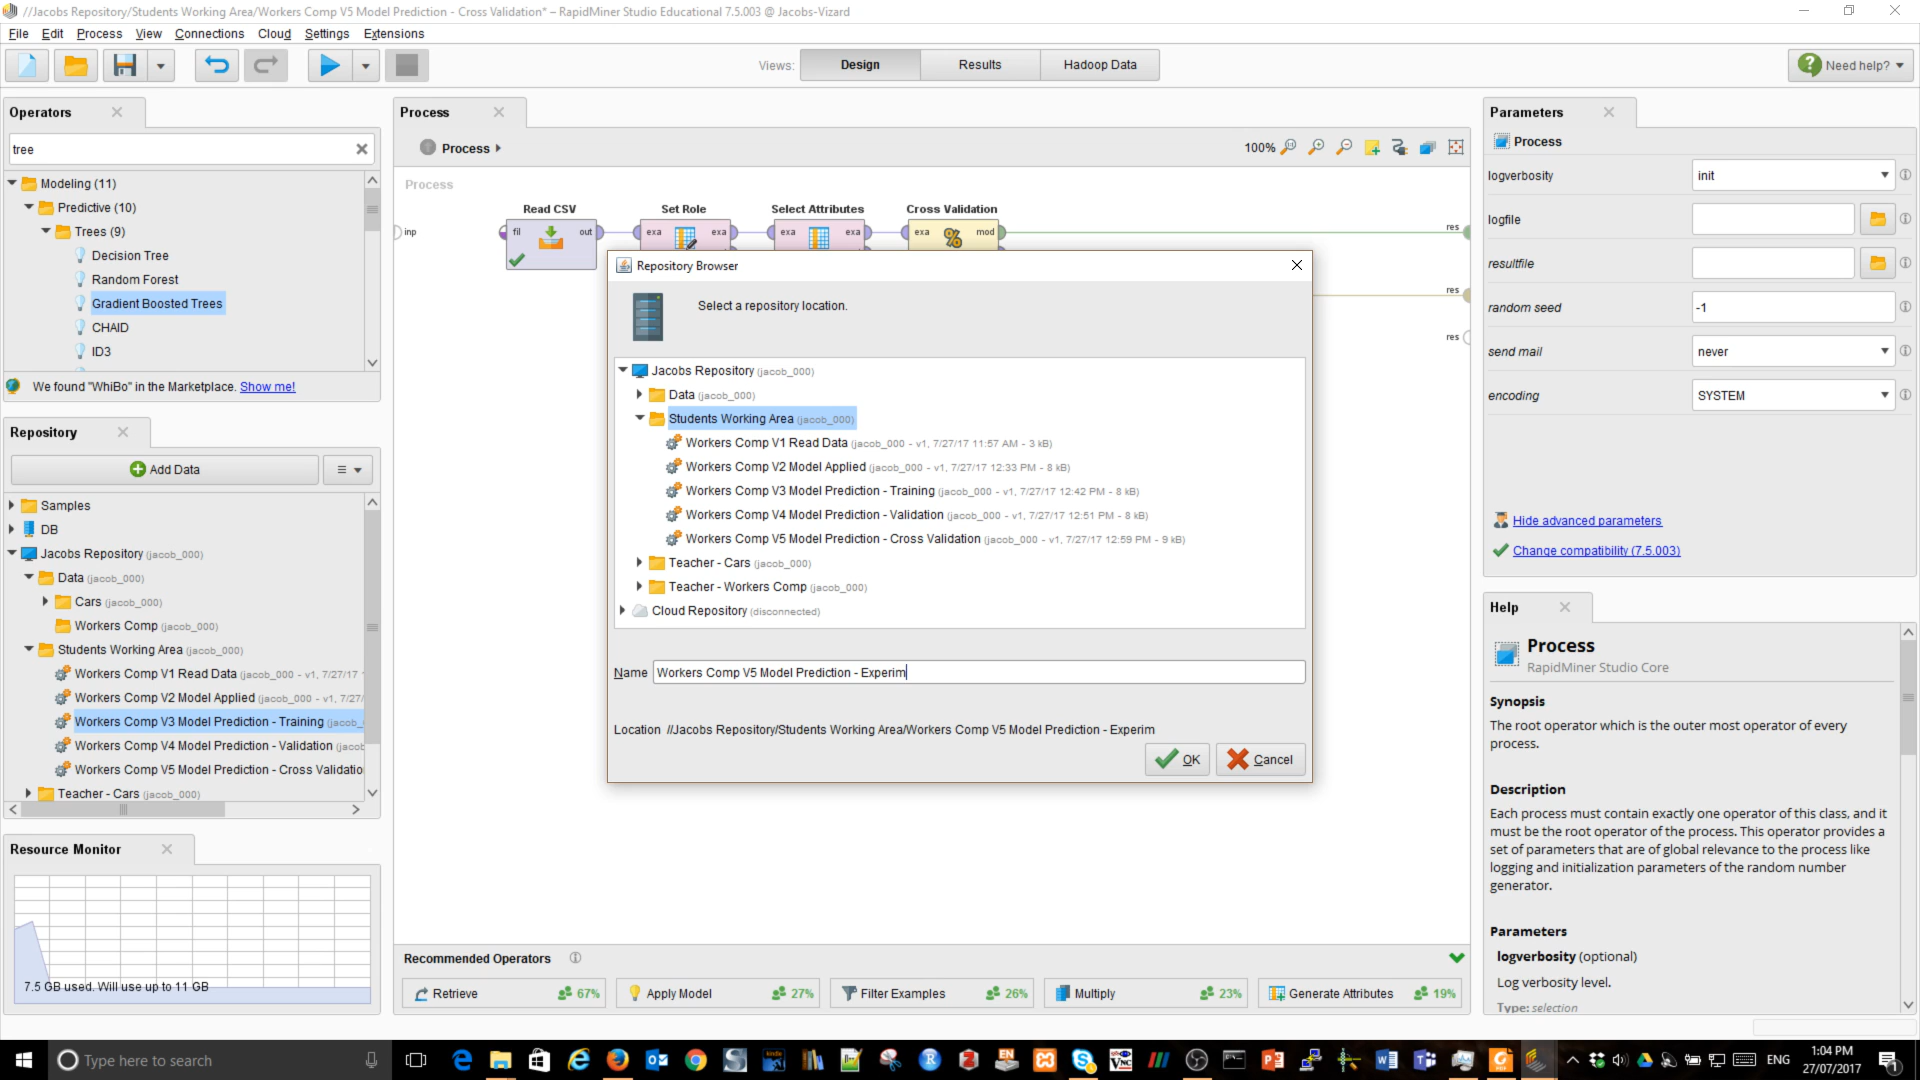 //Jacobs Repository/Students Working Area/Workers Comp V5 Model Prediction - Cross Validation* – RapidMiner Studio Educational 7.5.003 @ Jacobs-Vizard
File Edit Process View Connections Cloud Settings Extensions
Views: Design Results Hadoop Data
Need help?
Operators
tree
Modeling (11)
Predictive (10)
Trees (9)
Decision Tree
Random Forest
Gradient Boosted Trees
CHAID
ID3
We found "WhiBo" in the Marketplace. Show me!
Repository
Add Data
Samples
DB
Jacobs Repository (jacob_000)
Data (jacob_000)
Cars (jacob_000)
Workers Comp (jacob_000)
Students Working Area (jacob_000)
Workers Comp V1 Read Data (jacob_000 - v1, 7/27/17
Workers Comp V2 Model Applied (jacob_000 - v1, 7/27/
Workers Comp V3 Model Prediction - Training (jacob_
Workers Comp V4 Model Prediction - Validation (jacob
Workers Comp V5 Model Prediction - Cross Validatio
Teacher - Cars (jacob_000)
Resource Monitor
7.5 GB used. Will use up to 11 GB
Process
Process
100%
Process
Read CSV Set Role Select Attributes Cross Validation
inp fil out exa exa exa exa exa mod res
res
res
Repository Browser
Select a repository location.
Jacobs Repository (jacob_000)
Data (jacob_000)
Students Working Area (jacob_000)
Workers Comp V1 Read Data (jacob_000 - v1, 7/27/17 11:57 AM - 3 kB)
Workers Comp V2 Model Applied (jacob_000 - v1, 7/27/17 12:33 PM - 8 kB)
Workers Comp V3 Model Prediction - Training (jacob_000 - v1, 7/27/17 12:42 PM - 8 kB)
Workers Comp V4 Model Prediction - Validation (jacob_000 - v1, 7/27/17 12:51 PM - 8 kB)
Workers Comp V5 Model Prediction - Cross Validation (jacob_000 - v1, 7/27/17 12:59 PM - 9 kB)
Teacher - Cars (jacob_000)
Teacher - Workers Comp (jacob_000)
Cloud Repository (disconnected)
Name Workers Comp V5 Model Prediction - Experim
Location //Jacobs Repository/Students Working Area/Workers Comp V5 Model Prediction - Experim
OK Cancel
Recommended Operators
Retrieve 67% Apply Model 27% Filter Examples 26% Multiply 23% Generate Attributes 19%
Parameters
Process
logverbosity init
logfile
resultfile
random seed -1
send mail never
encoding SYSTEM
Hide advanced parameters
Change compatibility (7.5.003)
Help
Process
RapidMiner Studio Core
Synopsis
The root operator which is the outer most operator of every
process.
Description
Each process must contain exactly one operator of this class, and it
must be the root operator of the process. This operator provides a
set of parameters that are of global relevance to the process like
logging and initialization parameters of the random number
generator.
Parameters
logverbosity (optional)
Log verbosity level.
Type: selection
Type here to search
ENG
1:04 PM
27/07/2017
1